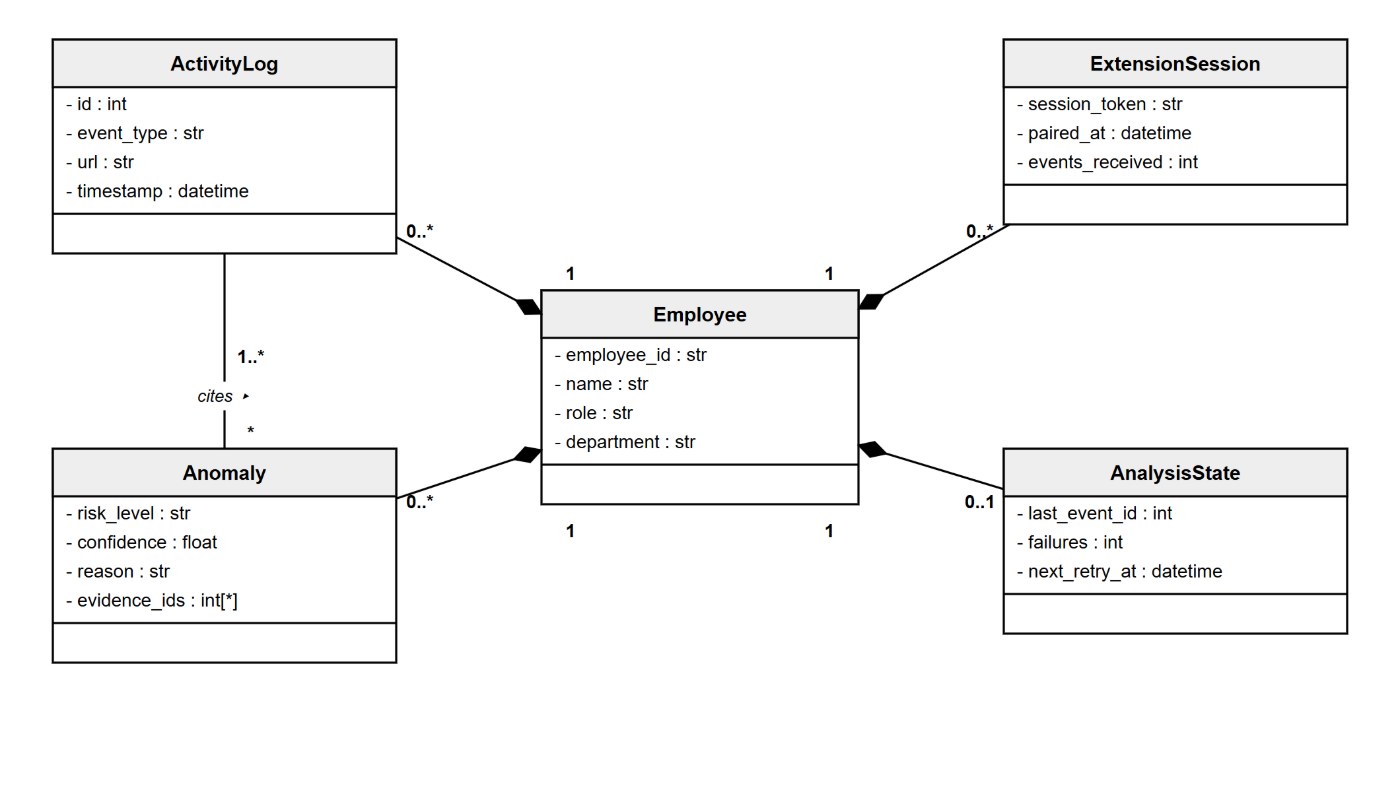 ActivityLog
- id : int
- event_type : str
- url : str
- timestamp : datetime
ExtensionSession
- session_token : str
- paired_at : datetime
- events_received : int
0..*
0..*
1
1
Employee
- employee_id : str
- name : str
- role : str
- department : str
1..*
cites ▸
*
Anomaly
- risk_level : str
- confidence : float
- reason : str
- evidence_ids : int[*]
0..*
0..1
1
1
AnalysisState
- last_event_id : int
- failures : int
- next_retry_at : datetime